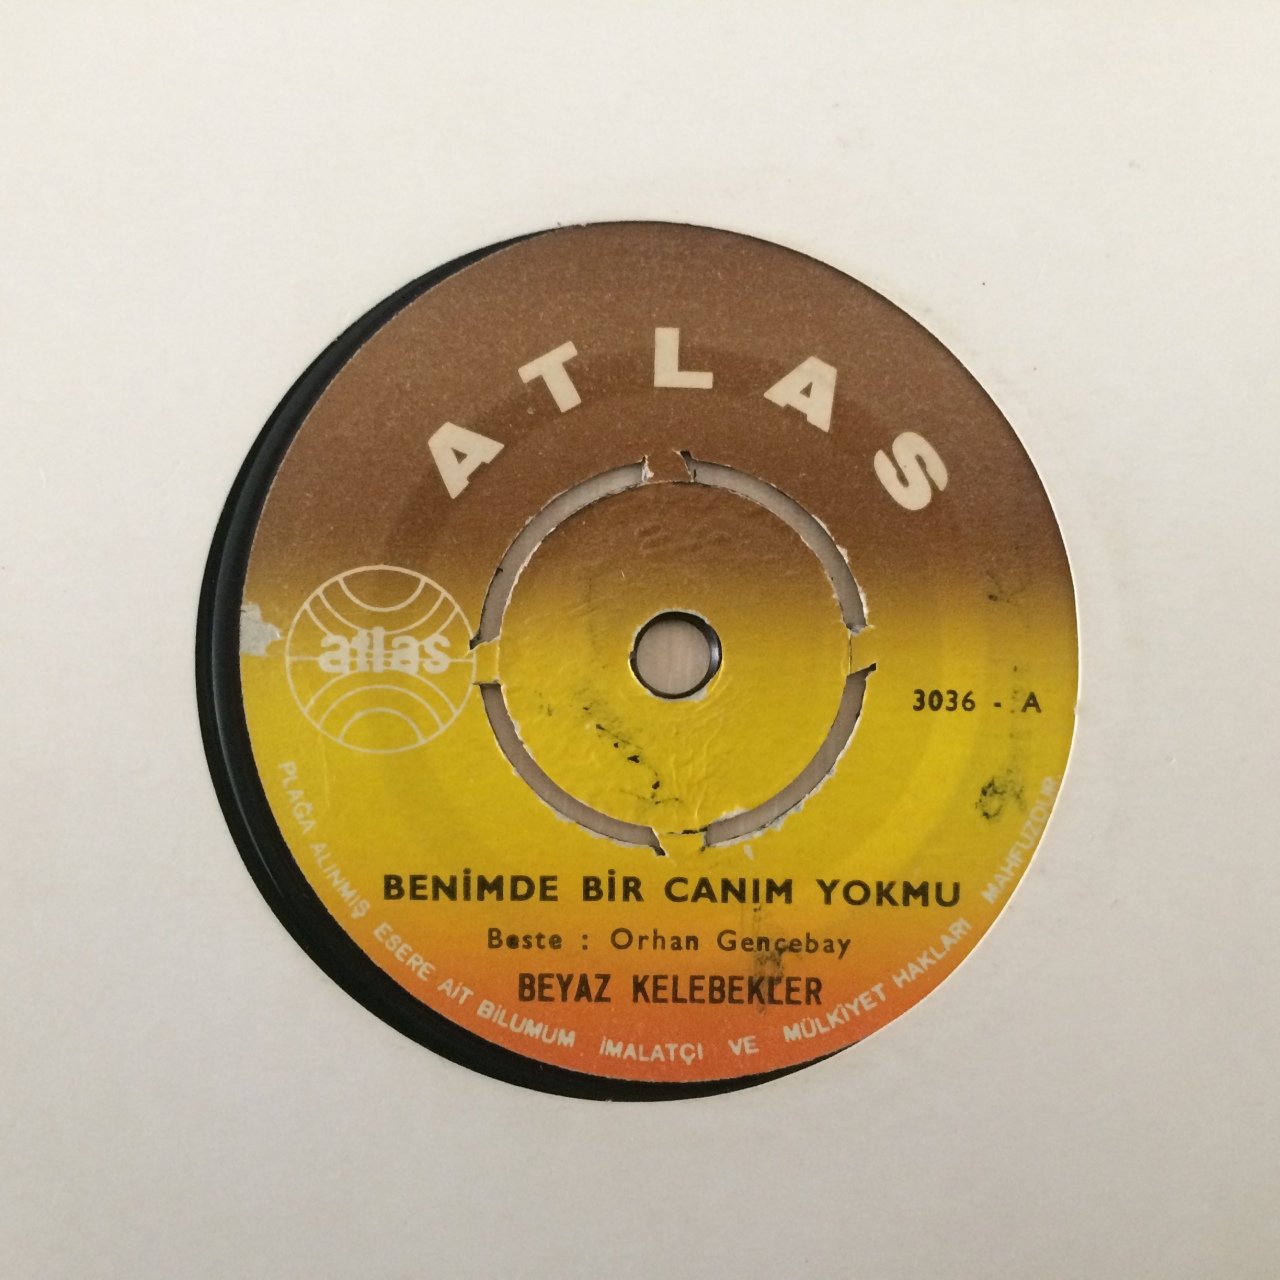 ATLAS
atlas
3036 - A
BENİMDE BİR CANIM YOKMU
Beste : Orhan Gencebay
BEYAZ KELEBEKLER
PLAĞA ALINMIŞ ESERE AİT BİLUMUM İMALATÇI VE MÜLKİYET HAKLARI MAHFUZDUR